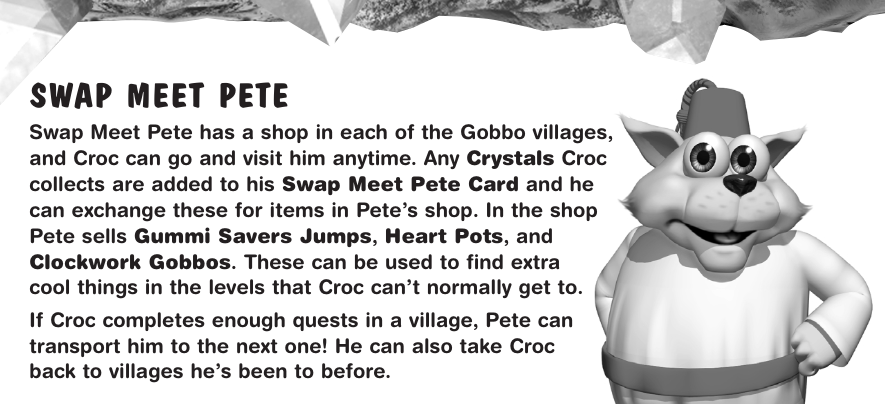 SWAP MEET PETE
Swap Meet Pete has a shop in each of the Gobbo villages,
and Croc can go and visit him anytime. Any Crystals Croc
collects are added to his Swap Meet Pete Card and he
can exchange these for items in Pete's shop. In the shop
Pete sells Gummi Savers Jumps, Heart Pots, and
Clockwork Gobbos. These can be used to find extra
cool things in the levels that Croc can't normally get to.
If Croc completes enough quests in a village, Pete can
transport him to the next one! He can also take Croc
back to villages he's been to before.